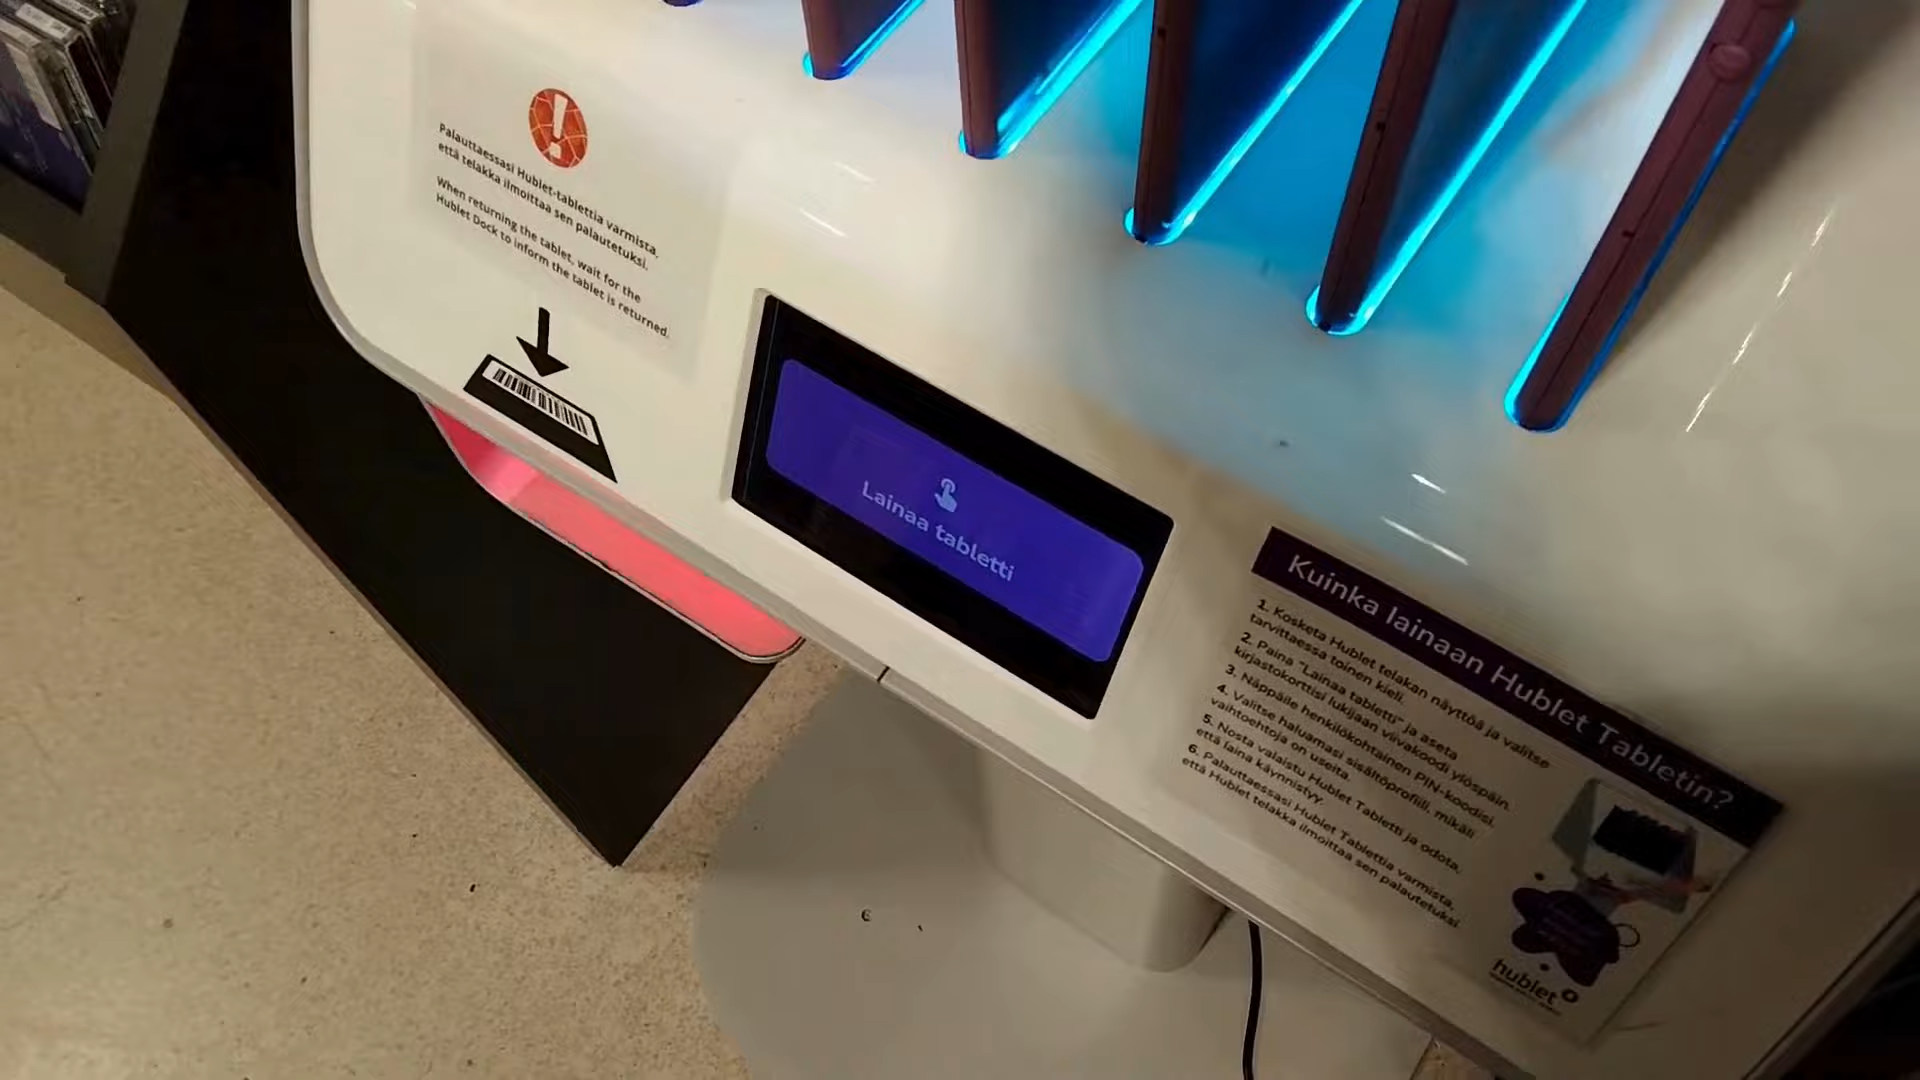 Palauttaessasi Hublet-tablettia varmista,
että telakka ilmoittaa sen palautetuksi.
When returning the tablet, wait for the
Hublet Dock to inform the tablet is returned.
Lainaa tabletti
Kuinka lainaan Hublet Tabletin?
1. Kosketa Hublet telakan näyttöä ja valitse
tarvittaessa toinen kieli.
2. Paina "Lainaa tabletti" ja aseta
kirjastokorttisi lukijaan viivakoodi ylöspäin.
3. Näppäile henkilökohtainen PIN-koodisi.
4. Valitse haluamasi sisältöprofiili, mikäli
vaihtoehtoja on useita.
5. Nosta valaistu Hublet Tabletti ja odota,
että laina käynnistyy.
6. Palauttaessasi Hublet Tablettia varmista,
että Hublet telakka ilmoittaa sen palautetuksi
hublet